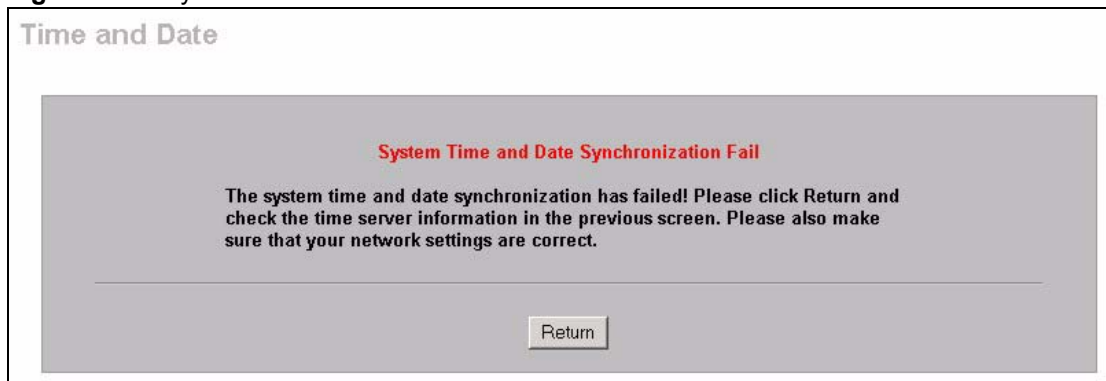 Time and Date
System Time and Date Synchronization Fail
The system time and date synchronization has failed! Please click Return and
check the time server information in the previous screen. Please also make
sure that your network settings are correct.
Return